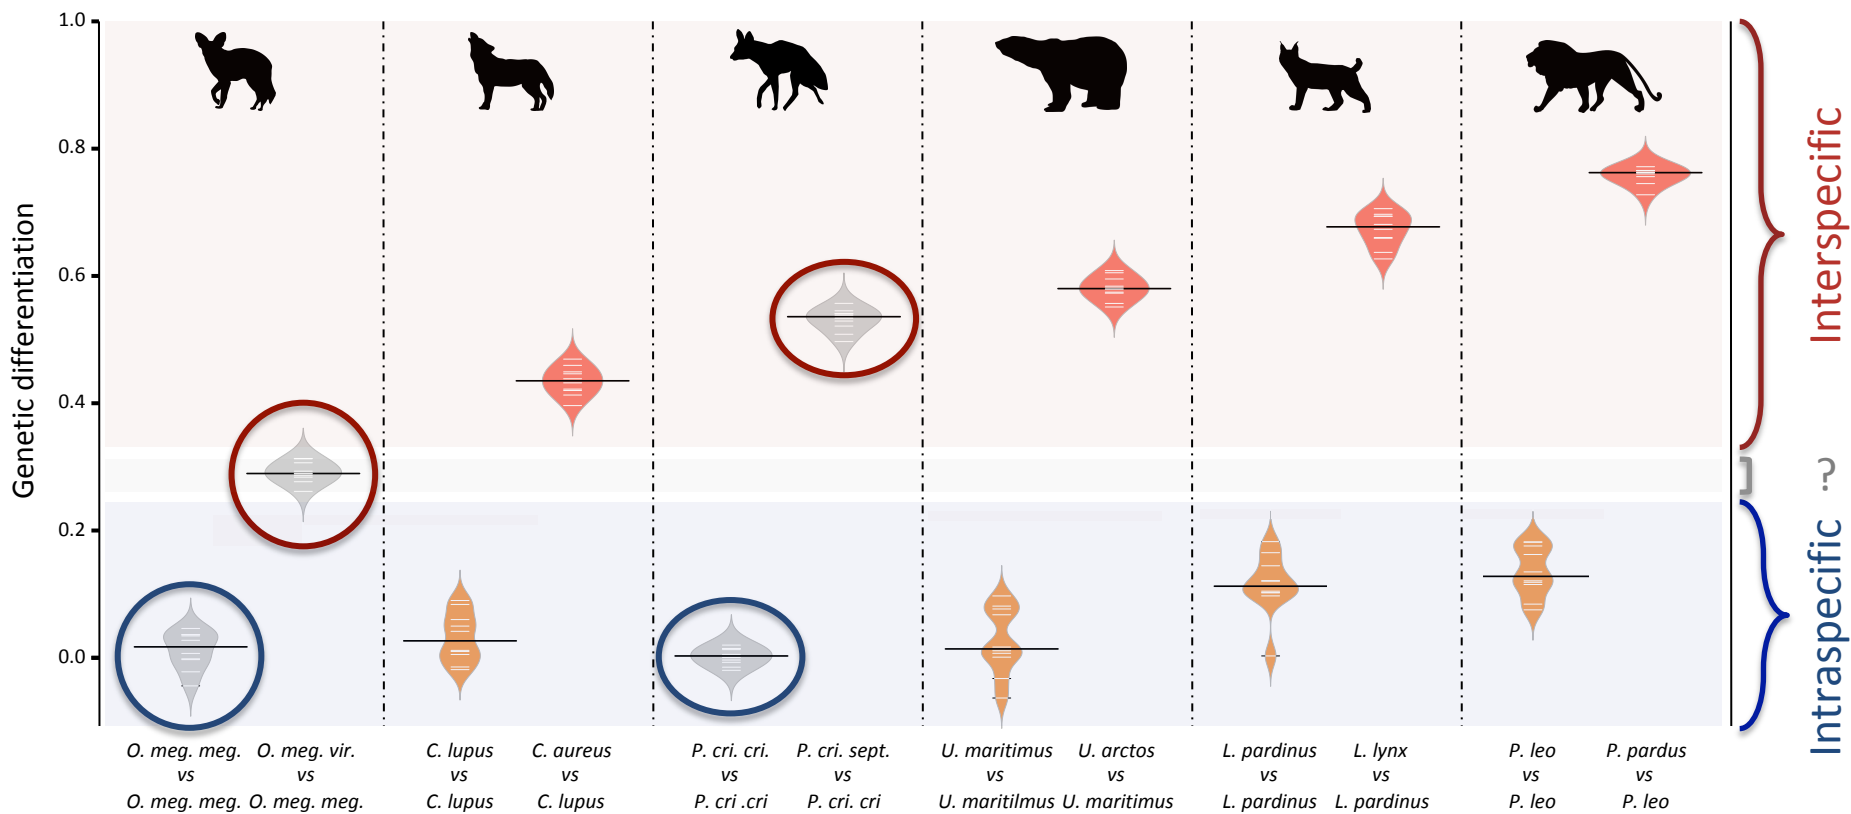 1.0
0.8
0.6
0.4
0.2
0.0
Genetic differentiation
Interspecific
?
Intraspecific
O. meg. meg.
vs
O. meg. meg.
O. meg. vir.
vs
O. meg. meg.
C. lupus
vs
C. lupus
C. aureus
vs
C. lupus
P. cri. cri.
vs
P. cri .cri
P. cri. sept.
vs
P. cri. cri
U. maritimus
vs
U. maritilmus
U. arctos
vs
U. maritimus
L. pardinus
vs
L. pardinus
L. lynx
vs
L. pardinus
P. leo
vs
P. leo
P. pardus
vs
P. leo